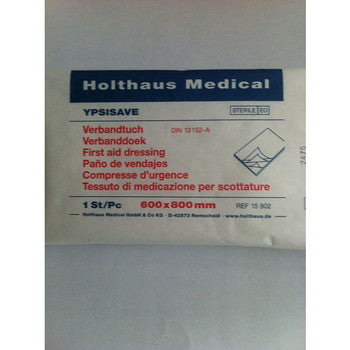 Holthaus Medical
YPSISAVE
STERILE EO
Verbandtuch DIN 13152-A
Verbanddoek
First aid dressing
Paño de vendajes
Compresse d'urgence
Tessuto di medicazione per scottature
1 St/Pc 600x800mm REF 15 902
Holthaus Medical GmbH & Co KG · D-42873 Remscheid · www.holthaus.de
2475